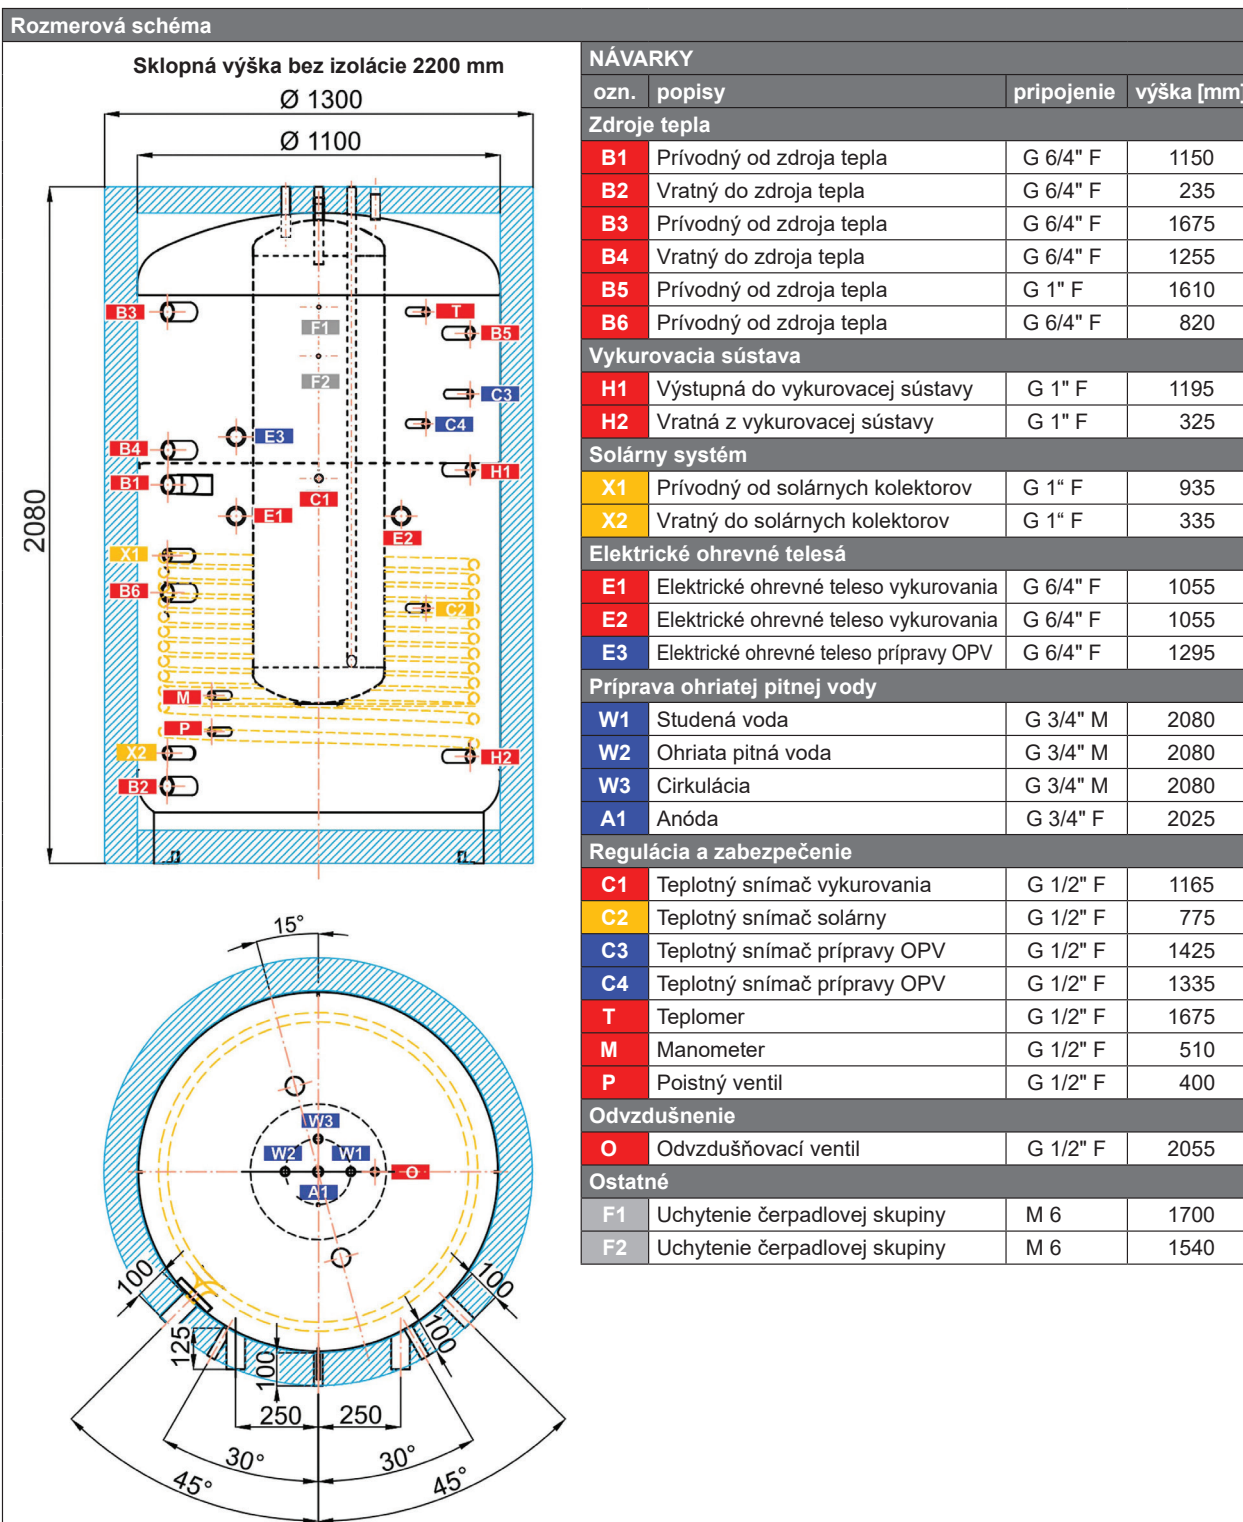 Rozmerová schéma
Sklopná výška bez izolácie 2200 mm
Ø 1300
Ø 1100
2080
B3
F1
T
B5
F2
C3
C4
E3
B4
H1
B1
C1
E1
E2
X1
B6
C2
M
P
X2
H2
B2
15°
W3
W2
W1
O
A1
100
100
125
100
100
250
250
30°
30°
45°
45°
NÁVARKY
ozn. popisy pripojenie výška [mm]
Zdroje tepla
B1 Prívodný od zdroja tepla G 6/4" F 1150
B2 Vratný do zdroja tepla G 6/4" F 235
B3 Prívodný od zdroja tepla G 6/4" F 1675
B4 Vratný do zdroja tepla G 6/4" F 1255
B5 Prívodný od zdroja tepla G 1" F 1610
B6 Prívodný od zdroja tepla G 6/4" F 820
Vykurovacia sústava
H1 Výstupná do vykurovacej sústavy G 1" F 1195
H2 Vratná z vykurovacej sústavy G 1" F 325
Solárny systém
X1 Prívodný od solárnych kolektorov G 1“ F 935
X2 Vratný do solárnych kolektorov G 1“ F 335
Elektrické ohrevné telesá
E1 Elektrické ohrevné teleso vykurovania G 6/4" F 1055
E2 Elektrické ohrevné teleso vykurovania G 6/4" F 1055
E3 Elektrické ohrevné teleso prípravy OPV G 6/4" F 1295
Príprava ohriatej pitnej vody
W1 Studená voda G 3/4" M 2080
W2 Ohriata pitná voda G 3/4" M 2080
W3 Cirkulácia G 3/4" M 2080
A1 Anóda G 3/4" F 2025
Regulácia a zabezpečenie
C1 Teplotný snímač vykurovania G 1/2" F 1165
C2 Teplotný snímač solárny G 1/2" F 775
C3 Teplotný snímač prípravy OPV G 1/2" F 1425
C4 Teplotný snímač prípravy OPV G 1/2" F 1335
T Teplomer G 1/2" F 1675
M Manometer G 1/2" F 510
P Poistný ventil G 1/2" F 400
Odvzdušnenie
O Odvzdušňovací ventil G 1/2" F 2055
Ostatné
F1 Uchytenie čerpadlovej skupiny M 6 1700
F2 Uchytenie čerpadlovej skupiny M 6 1540